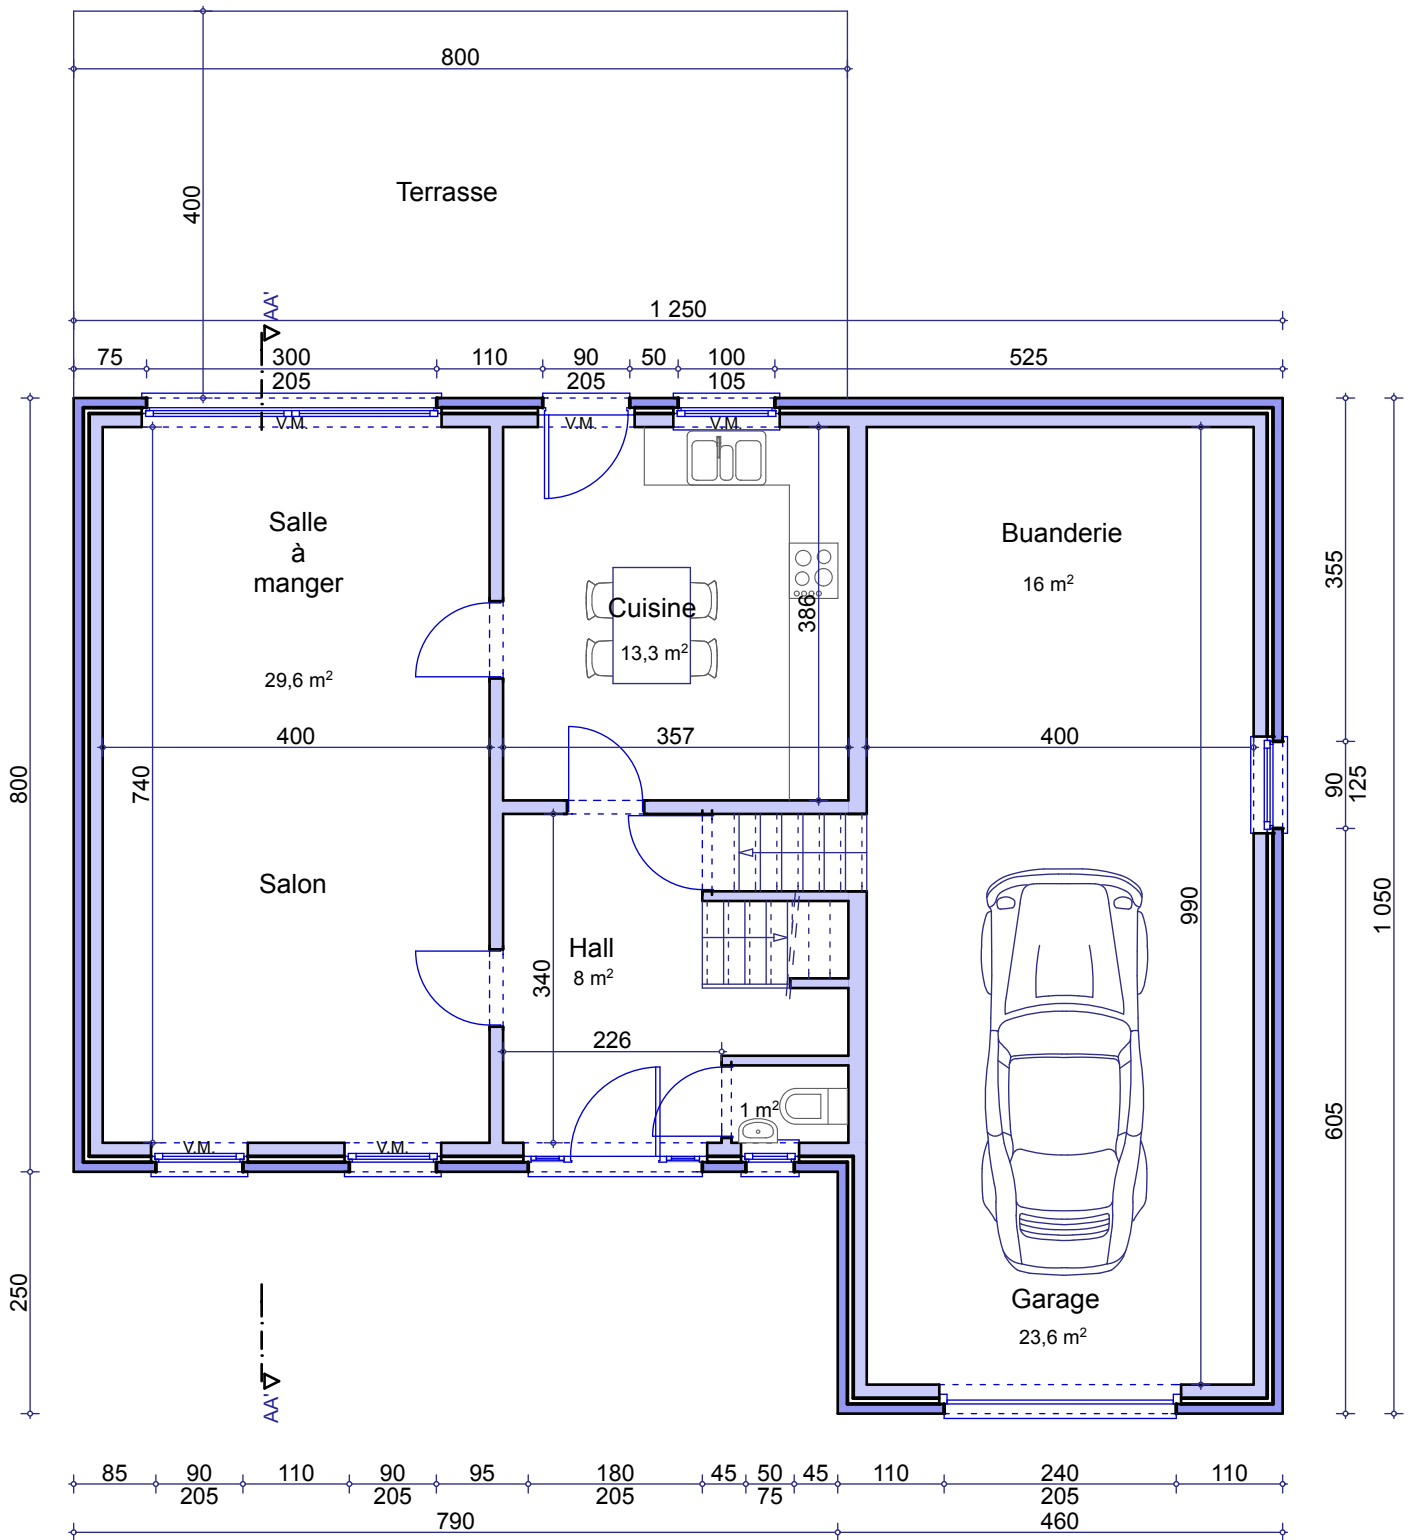 800
400
Terrasse
AA'
1 250
75 300 110 90 50 100 525
205 205 105
V.M. V.M. V.M.
Salle
à
manger
29,6 m²
Cuisine
13,3 m²
386
Buanderie
16 m²
355
400 357 400
740
800
90
125
990
1 050
Salon
Hall
8 m²
340
226
1 m²
605
V.M. V.M.
250
Garage
23,6 m²
AA'
85 90 110 90 95 180 45 50 45 110 240 110
205 205 205 75 205
790 460